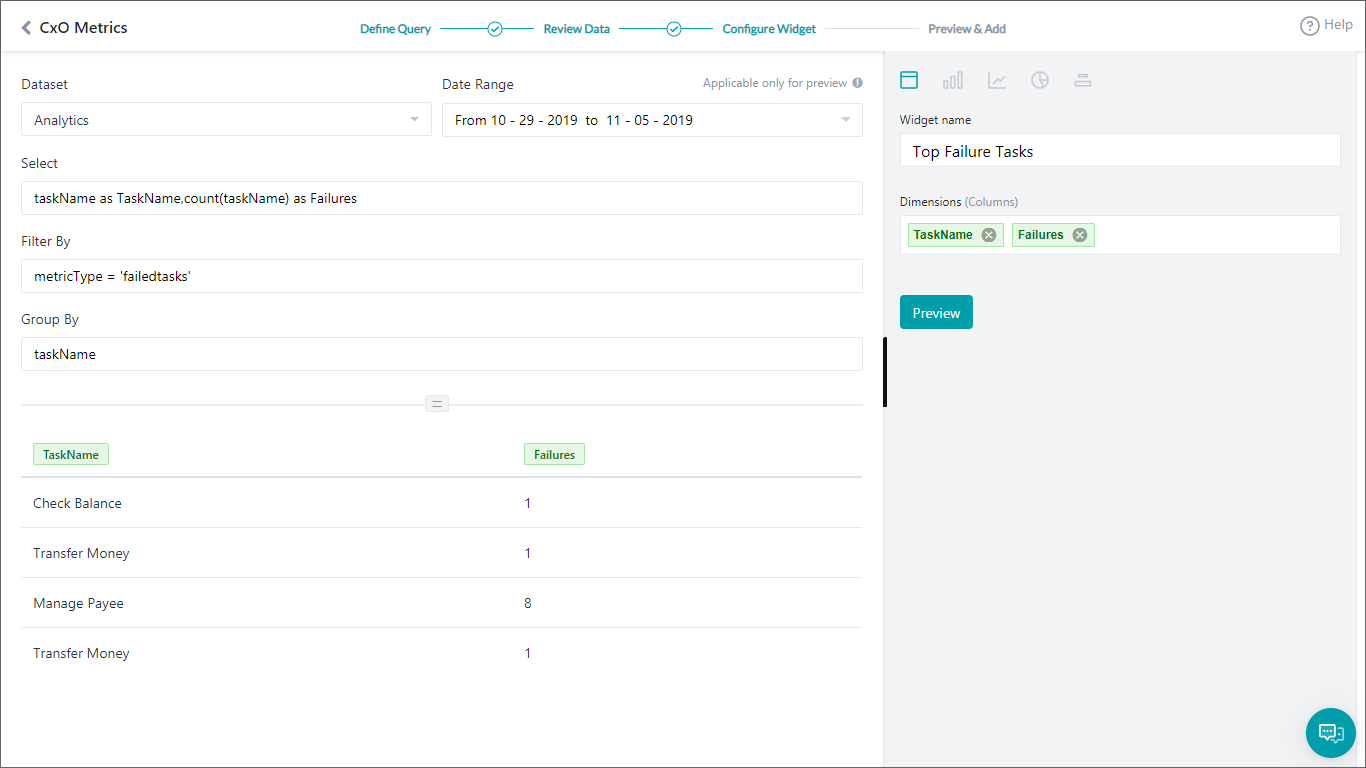 CxO Metrics
Define Query
Review Data
Configure Widget
Preview & Add
? Help
Dataset
Date Range
Applicable only for preview
Analytics
From 10 - 29 - 2019 to 11 - 05 - 2019
Select
taskName as TaskName,count(taskName) as Failures
Filter By
metricType = 'failedtasks'
Group By
taskName
TaskName Failures
Check Balance 1
Transfer Money 1
Manage Payee 8
Transfer Money 1
Widget name
Top Failure Tasks
Dimensions (Columns)
TaskName Failures
Preview